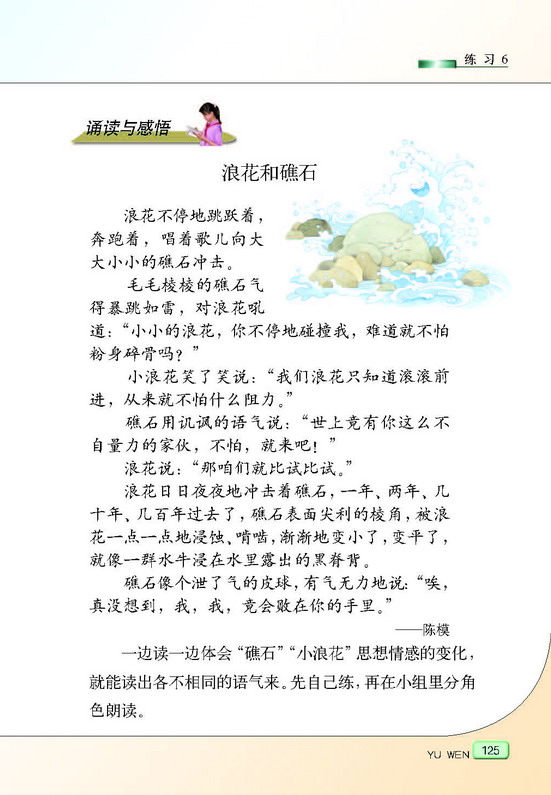 练习6
诵读与感悟
浪花和礁石
浪花不停地跳跃着，
奔跑着，唱着歌儿向大
大小小的礁石冲击。
毛毛棱棱的礁石气
得暴跳如雷，对浪花吼
道：“小小的浪花，你不停地碰撞我，难道就不怕
粉身碎骨吗？”
小浪花笑了笑说：“我们浪花只知道滚滚前
进，从来就不怕什么阻力。”
礁石用讥讽的语气说：“世上竟有你这么不
自量力的家伙，不怕，就来吧！”
浪花说：“那咱们就比试比试。”
浪花日日夜夜地冲击着礁石，一年、两年、几
十年、几百年过去了，礁石表面尖利的棱角，被浪
花一点一点地浸蚀、啃啮，渐渐地变小了，变平了，
就像一群水牛浸在水里露出的黑脊背。
礁石像个泄了气的皮球，有气无力地说：“唉，
真没想到，我，我，竟会败在你的手里。”
——陈模
一边读一边体会“礁石”“小浪花”思想情感的变化，
就能读出各不相同的语气来。先自己练，再在小组里分角
色朗读。
YU WEN 125